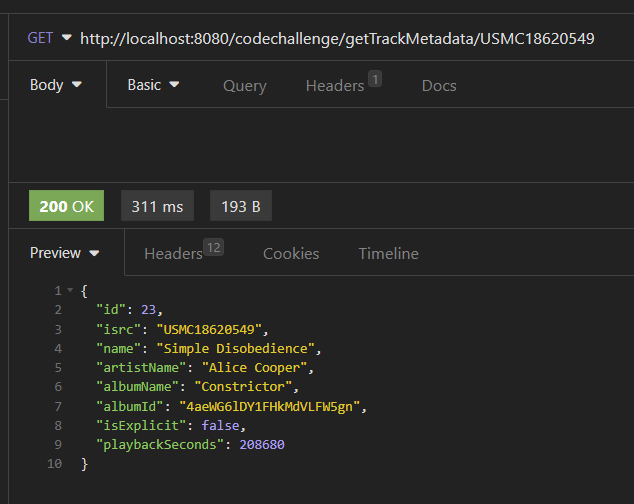 GET http://localhost:8080/codechallenge/getTrackMetadata/USMC18620549
Body Basic Query Headers 1 Docs
200 OK 311 ms 193 B
Preview Headers 12 Cookies Timeline
1 {
2 "id": 23,
3 "isrc": "USMC18620549",
4 "name": "Simple Disobedience",
5 "artistName": "Alice Cooper",
6 "albumName": "Constrictor",
7 "albumId": "4aeWG6lDY1FHkMdVLFW5gn",
8 "isExplicit": false,
9 "playbackSeconds": 208680
10 }